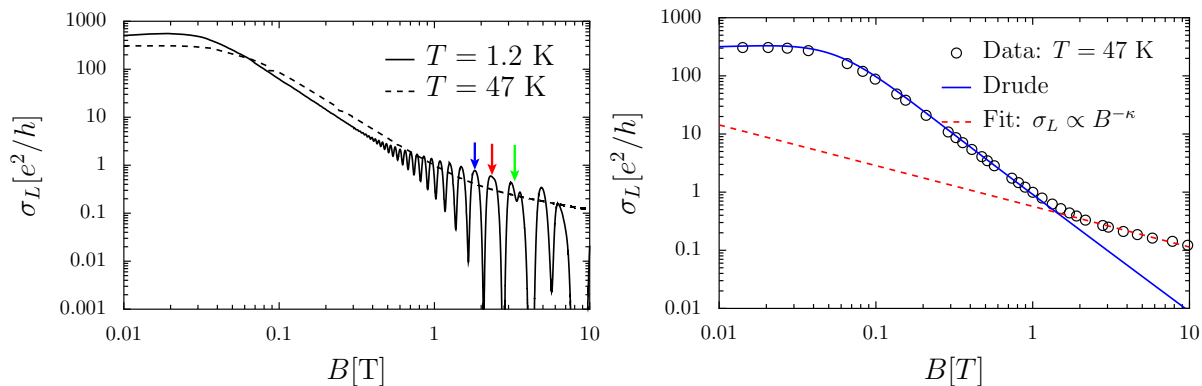 1000
100
10
1
0.1
0.01
0.001
σ_L[e²/h]
T = 1.2 K
T = 47 K
0.01 0.1 1 10
B[T]
1000
100
10
1
0.1
0.01
σ_L[e²/h]
Data: T = 47 K
Drude
Fit: σ_L ∝ B^{-κ}
0.01 0.1 1 10
B[T]